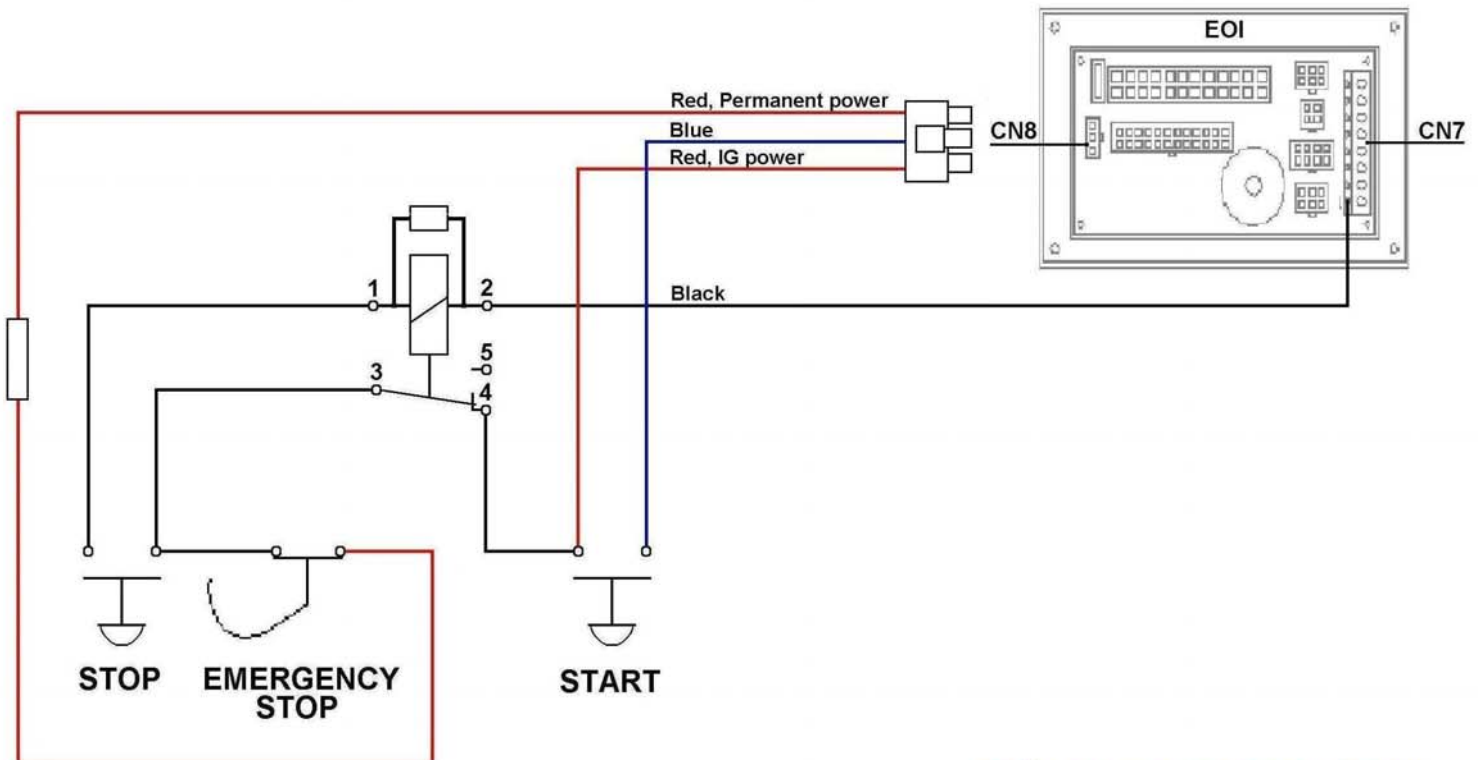 EOI
Red, Permanent power
Blue
CN8
CN7
Red, IG power
1
2
Black
5
3
4
STOP
EMERGENCY
STOP
START